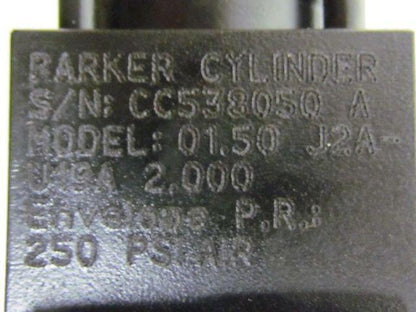 PARKER CYLINDER
S/N: CC538050 A
MODEL: 01.50 J2A-
U19A 2.000
Envelope P.R.:
250 PSI AIR